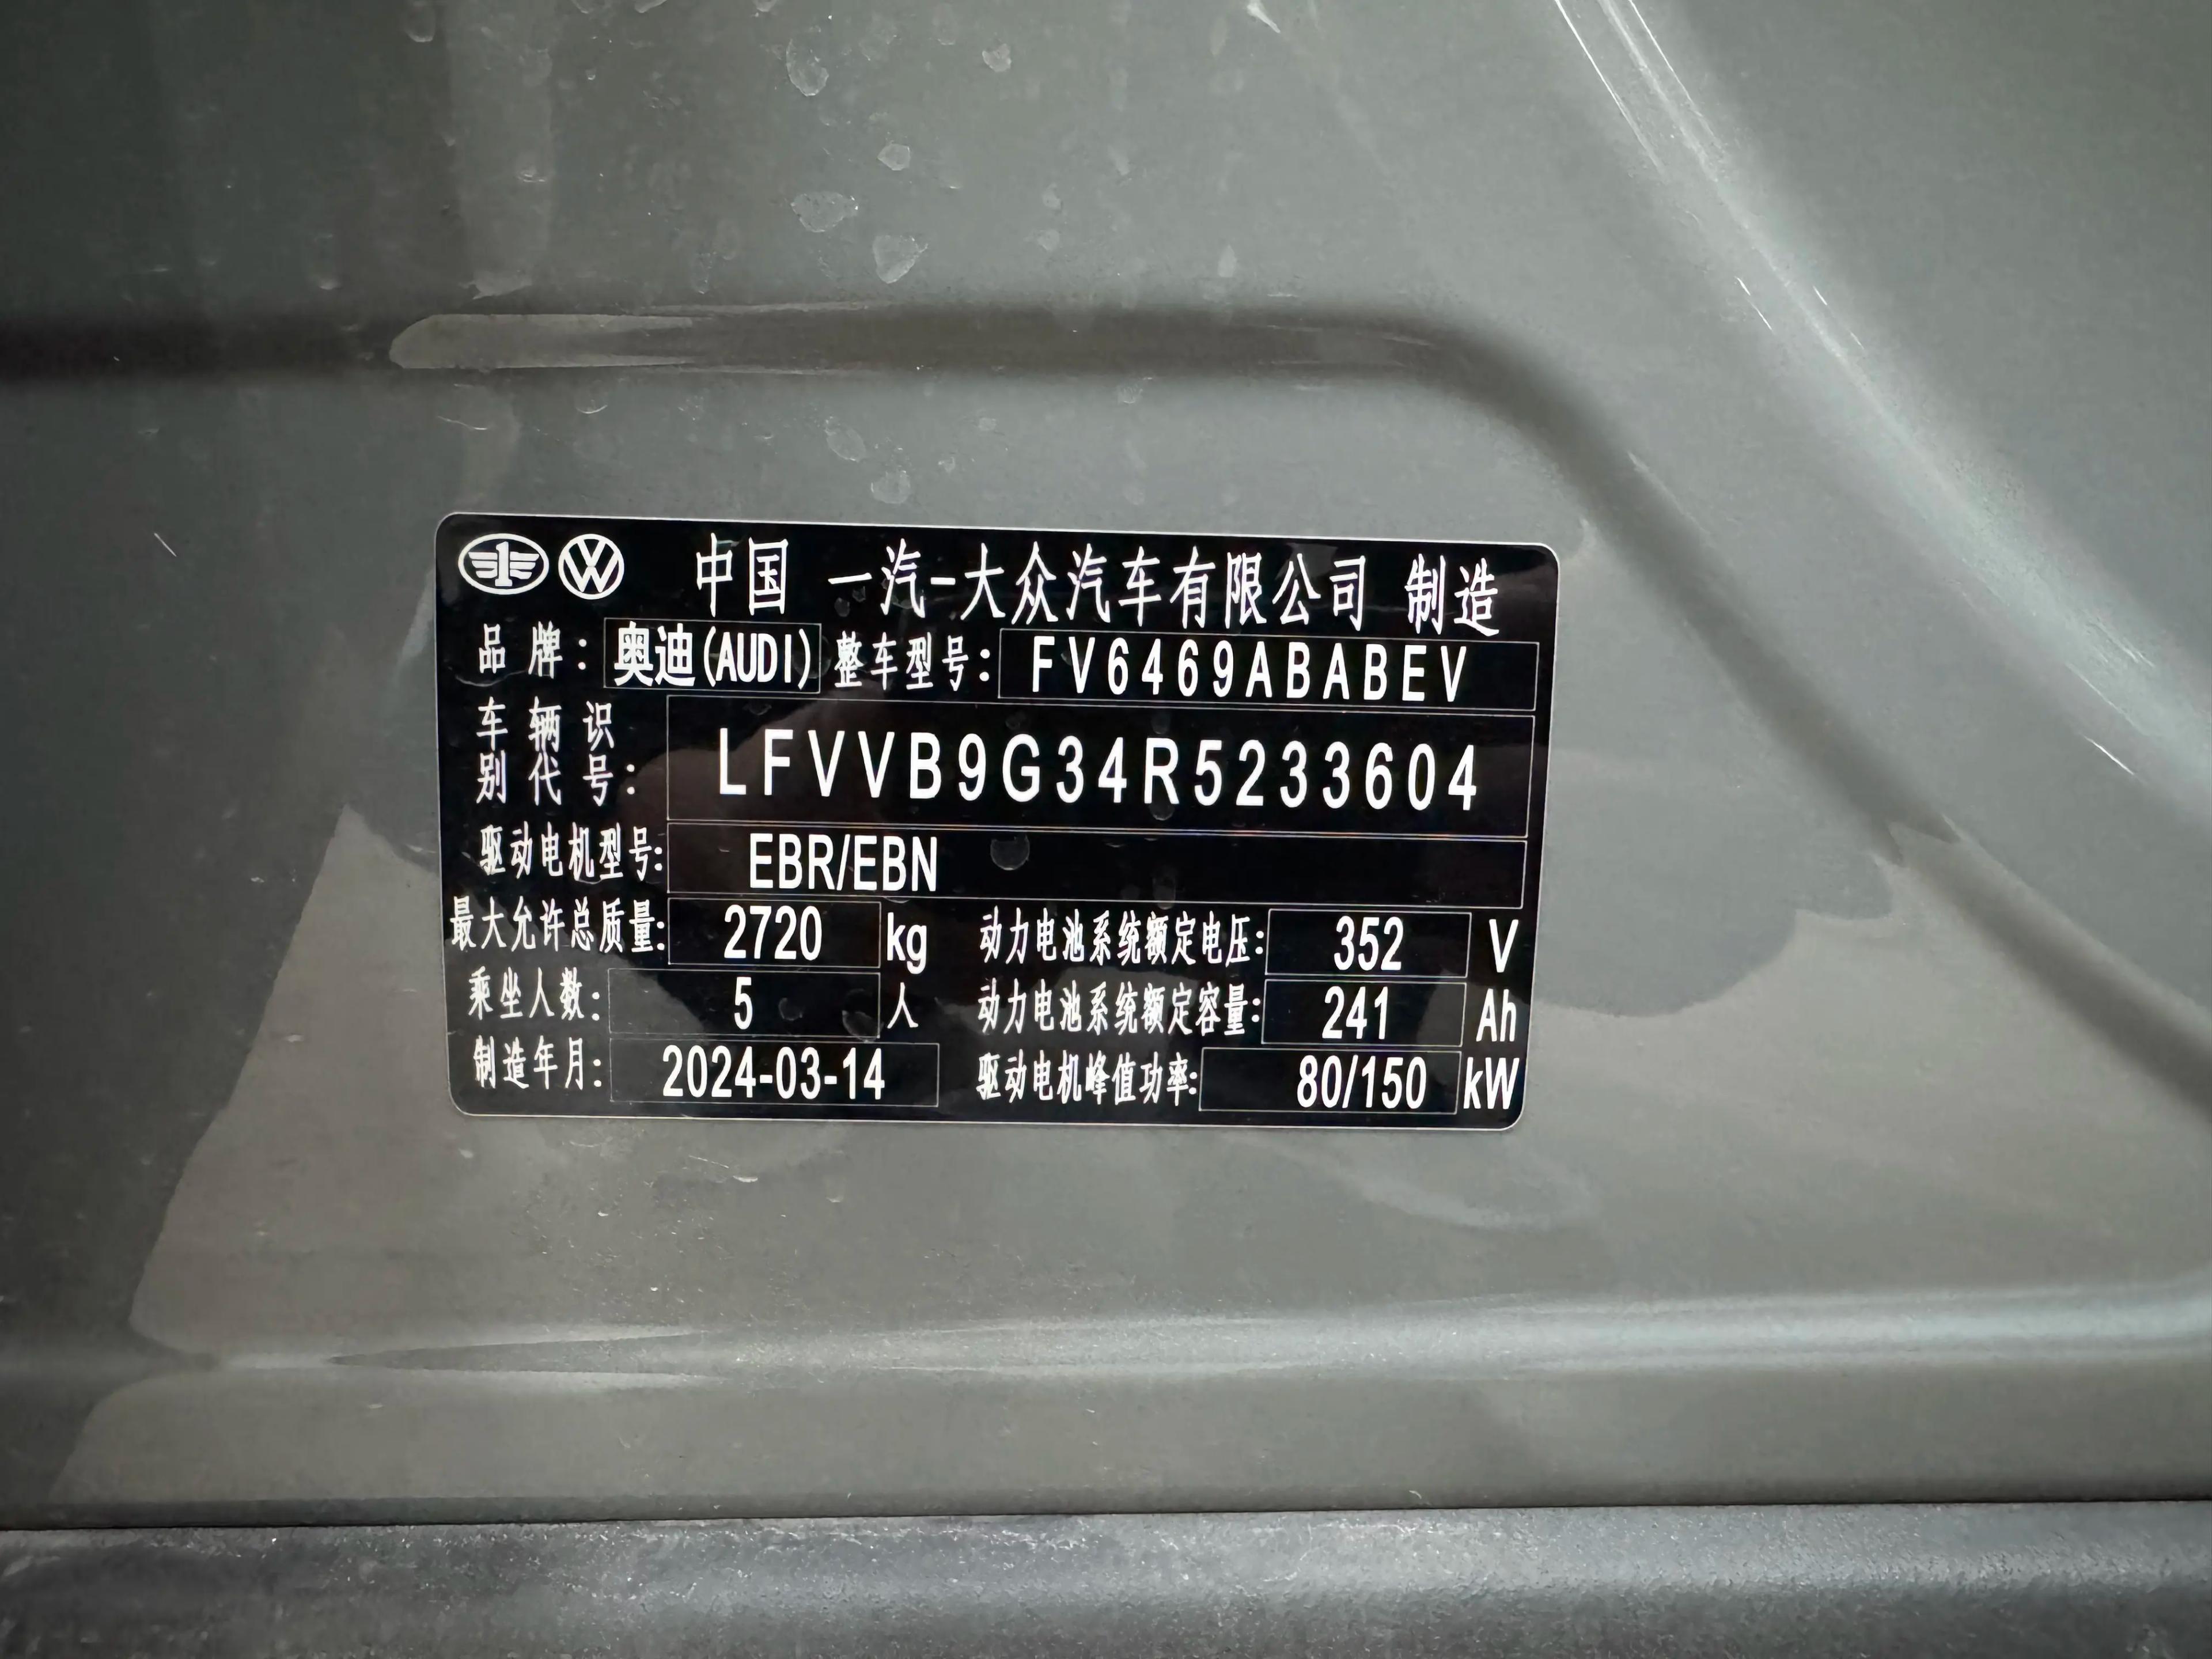 中国 一汽-大众汽车有限公司 制造
品牌: 奥迪(AUDI) 整车型号: FV6469ABABEV
车辆识别代号: LFVVB9G34R5233604
驱动电机型号: EBR/EBN
最大允许总质量: 2720 kg 动力电池系统额定电压: 352 V
乘坐人数: 5 人 动力电池系统额定容量: 241 Ah
制造年月: 2024-03-14 驱动电机峰值功率: 80/150 kW